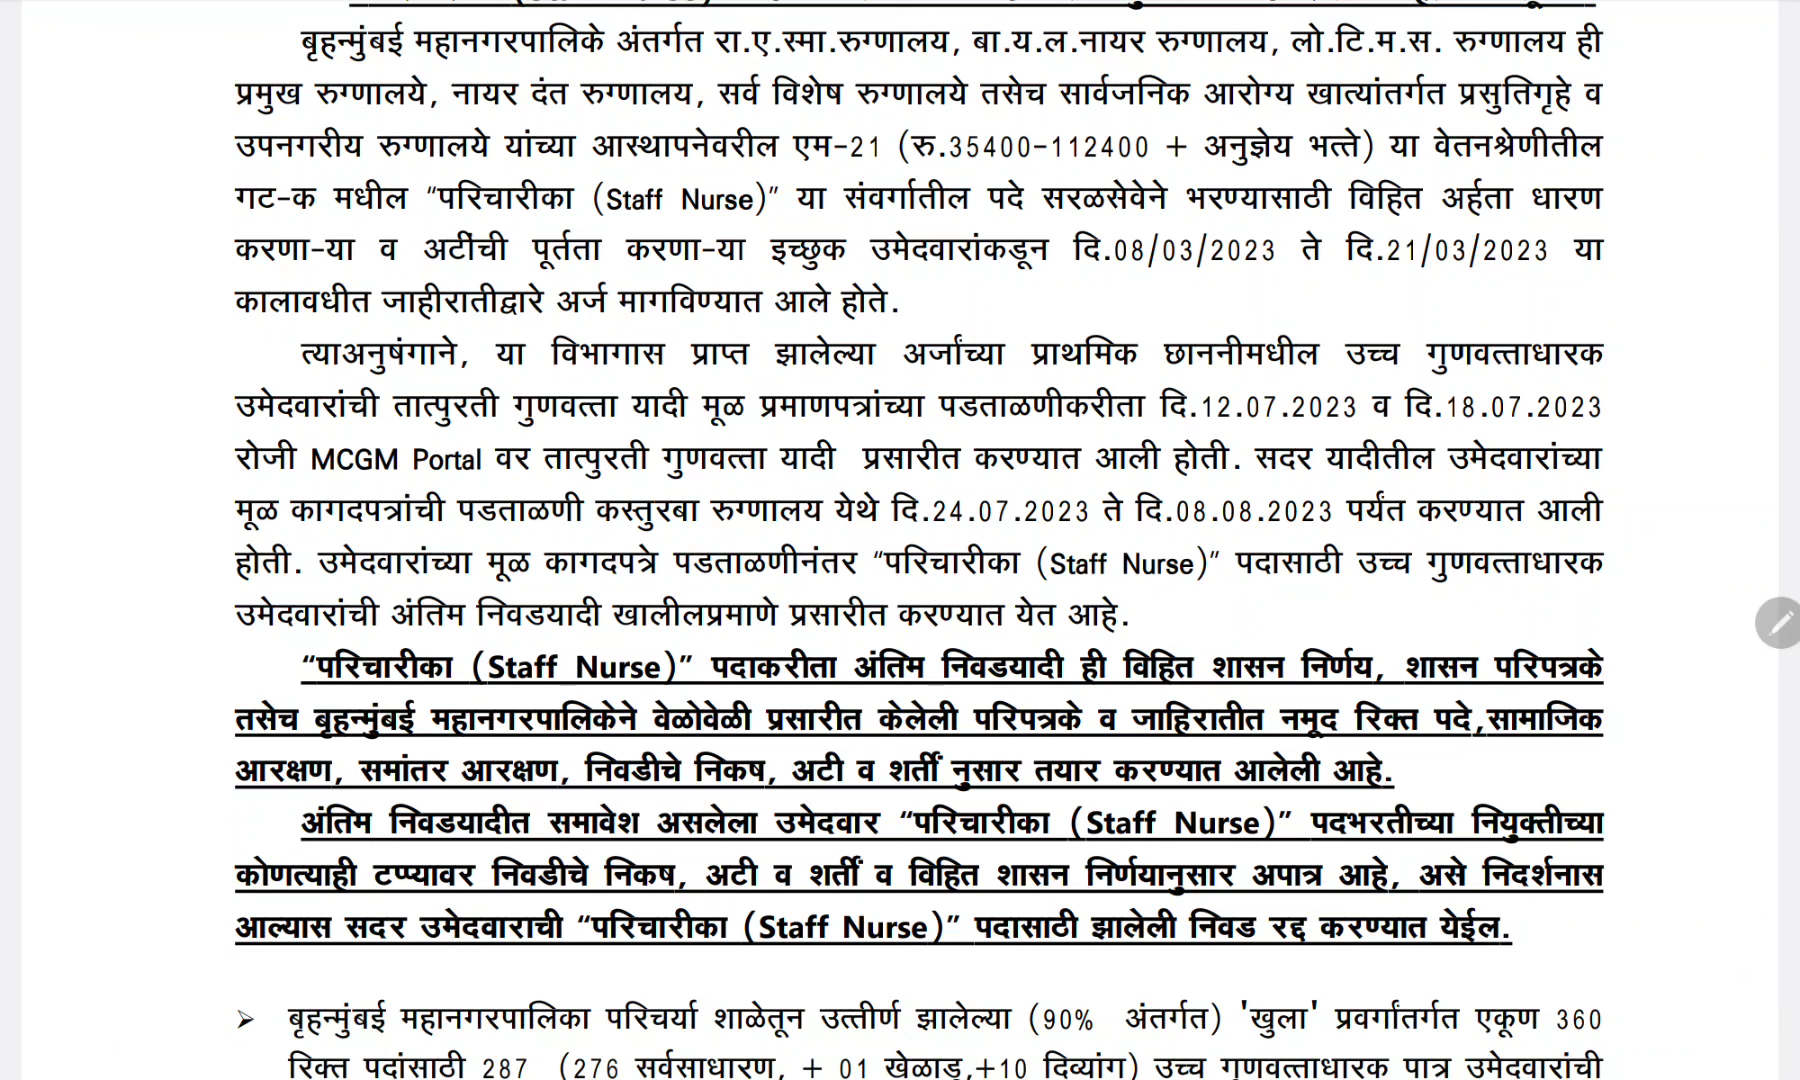 (Staff Nurse)
बृहन्मुंबई महानगरपालिके अंतर्गत रा.ए.स्मा.रुग्णालय, बा.य.ल.नायर रुग्णालय, लो.टि.म.स. रुग्णालय ही
प्रमुख रुग्णालये, नायर दंत रुग्णालय, सर्व विशेष रुग्णालये तसेच सार्वजनिक आरोग्य खात्यांतर्गत प्रसुतिगृहे व
उपनगरीय रुग्णालये यांच्या आस्थापनेवरील एम-21 (रु.35400-112400 + अनुज्ञेय भत्ते) या वेतनश्रेणीतील
गट-क मधील “परिचारीका (Staff Nurse)” या संवर्गातील पदे सरळसेवेने भरण्यासाठी विहित अर्हता धारण
करणा-या व अटींची पूर्तता करणा-या इच्छुक उमेदवारांकडून दि.08/03/2023 ते दि.21/03/2023 या
कालावधीत जाहीरातीद्वारे अर्ज मागविण्यात आले होते.
त्याअनुषंगाने, या विभागास प्राप्त झालेल्या अर्जांच्या प्राथमिक छाननीमधील उच्च गुणवत्ताधारक
उमेदवारांची तात्पुरती गुणवत्ता यादी मूळ प्रमाणपत्रांच्या पडताळणीकरीता दि.12.07.2023 व दि.18.07.2023
रोजी MCGM Portal वर तात्पुरती गुणवत्ता यादी प्रसारीत करण्यात आली होती. सदर यादीतील उमेदवारांच्या
मूळ कागदपत्रांची पडताळणी कस्तुरबा रुग्णालय येथे दि.24.07.2023 ते दि.08.08.2023 पर्यंत करण्यात आली
होती. उमेदवारांच्या मूळ कागदपत्रे पडताळणीनंतर “परिचारीका (Staff Nurse)” पदासाठी उच्च गुणवत्ताधारक
उमेदवारांची अंतिम निवडयादी खालीलप्रमाणे प्रसारीत करण्यात येत आहे.
“परिचारीका (Staff Nurse)” पदाकरीता अंतिम निवडयादी ही विहित शासन निर्णय, शासन परिपत्रके
तसेच बृहन्मुंबई महानगरपालिकेने वेळोवेळी प्रसारीत केलेली परिपत्रके व जाहिरातीत नमूद रिक्त पदे,सामाजिक
आरक्षण, समांतर आरक्षण, निवडीचे निकष, अटी व शर्ती नुसार तयार करण्यात आलेली आहे.
अंतिम निवडयादीत समावेश असलेला उमेदवार “परिचारीका (Staff Nurse)” पदभरतीच्या नियुक्तीच्या
कोणत्याही टप्प्यावर निवडीचे निकष, अटी व शर्ती व विहित शासन निर्णयानुसार अपात्र आहे, असे निदर्शनास
आल्यास सदर उमेदवाराची “परिचारीका (Staff Nurse)” पदासाठी झालेली निवड रद्द करण्यात येईल.
➢ बृहन्मुंबई महानगरपालिका परिचर्या शाळेतून उत्तीर्ण झालेल्या (90% अंतर्गत) 'खुला' प्रवर्गांतर्गत एकूण 360
रिक्त पदांसाठी 287 (276 सर्वसाधारण, + 01 खेळाडू,+10 दिव्यांग) उच्च गुणवत्ताधारक पात्र उमेदवारांची